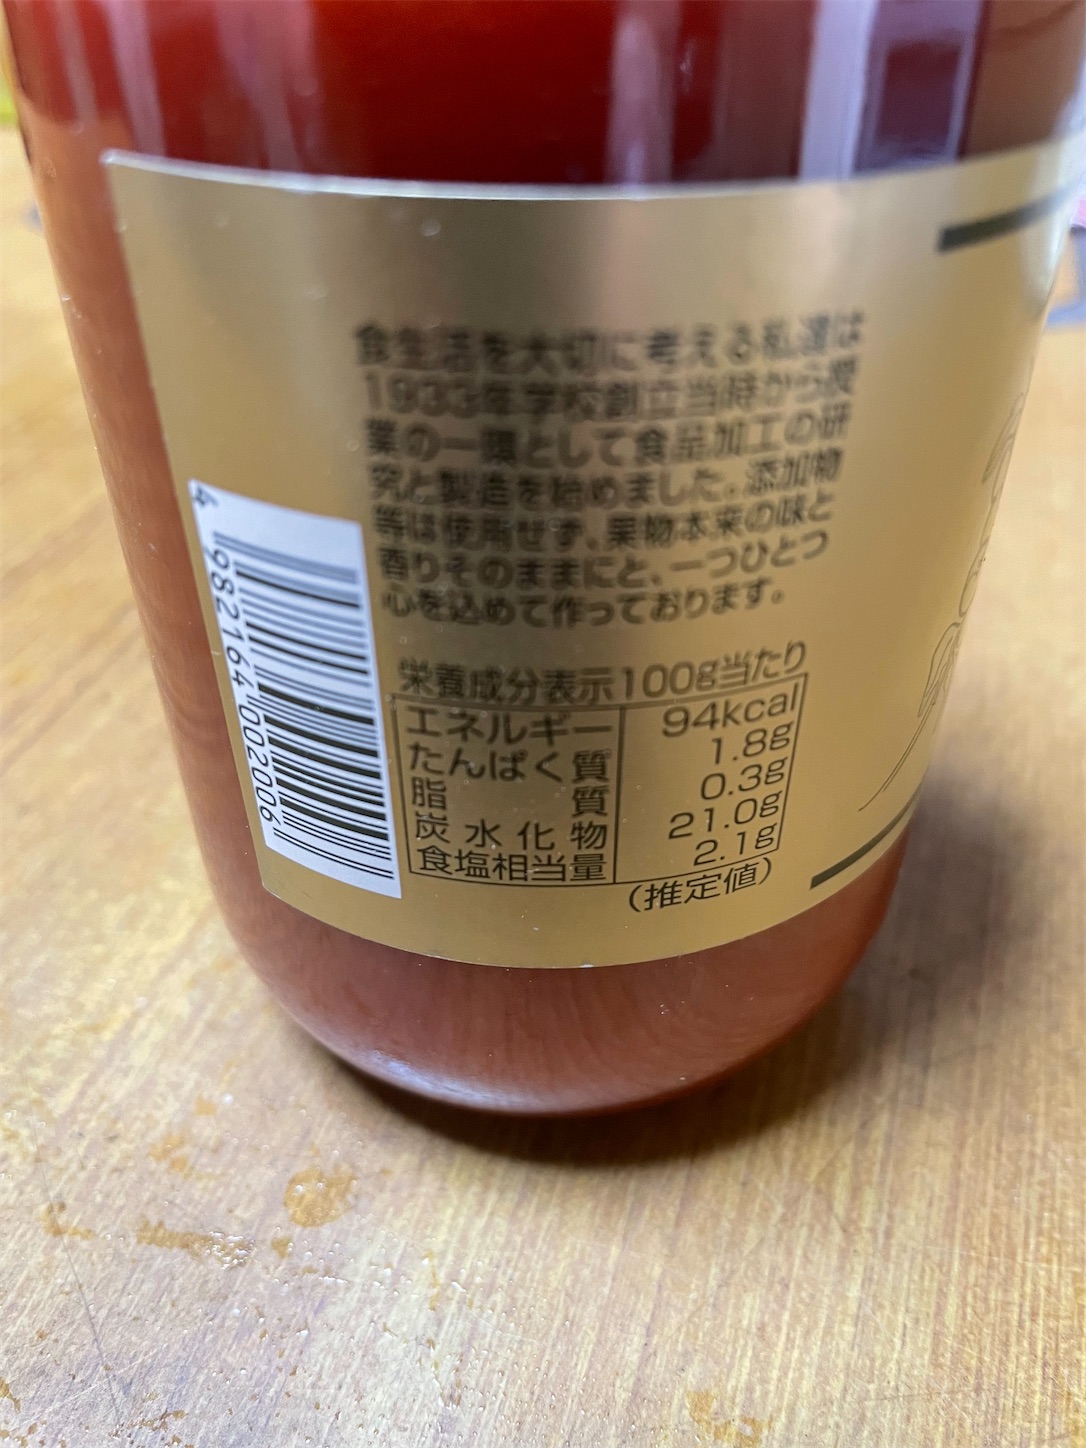 食生活を大切に考える私達は
1933年学校創立当時から授
業の一環として食品加工の研
究と製造を始めました。添加物
等は使用せず、果物本来の味と
香りそのままにと、一つひとつ
心を込めて作っております。
栄養成分表示100g当たり
エネルギー 94kcal
たんぱく質 1.8g
脂質 0.3g
炭水化物 21.0g
食塩相当量 2.1g
(推定値)
4 982164 002006